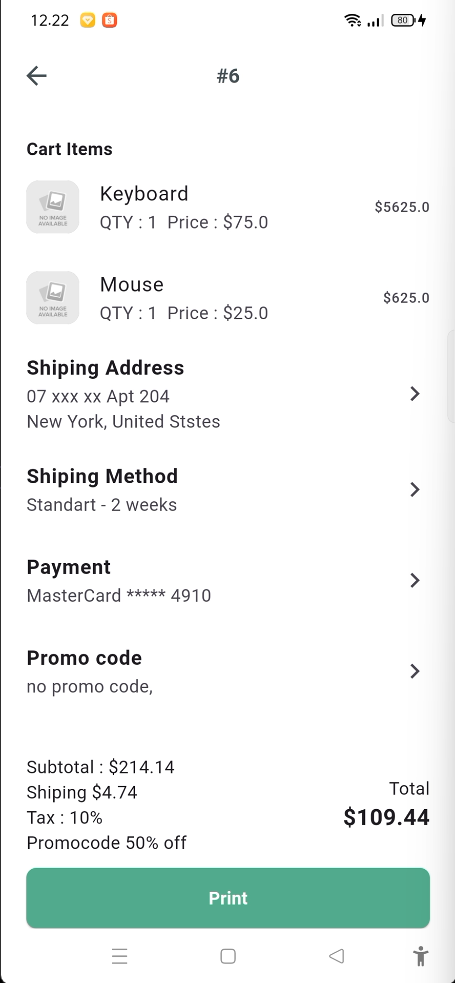 12.22
80
#6
Cart Items
NO IMAGE
AVAILABLE
Keyboard
QTY : 1  Price : $75.0
$5625.0
NO IMAGE
AVAILABLE
Mouse
QTY : 1  Price : $25.0
$625.0
Shiping Address
07 xxx xx Apt 204
New York, United Ststes
Shiping Method
Standart - 2 weeks
Payment
MasterCard ***** 4910
Promo code
no promo code,
Subtotal : $214.14
Shiping $4.74
Tax : 10%
Promocode 50% off
Total
$109.44
Print